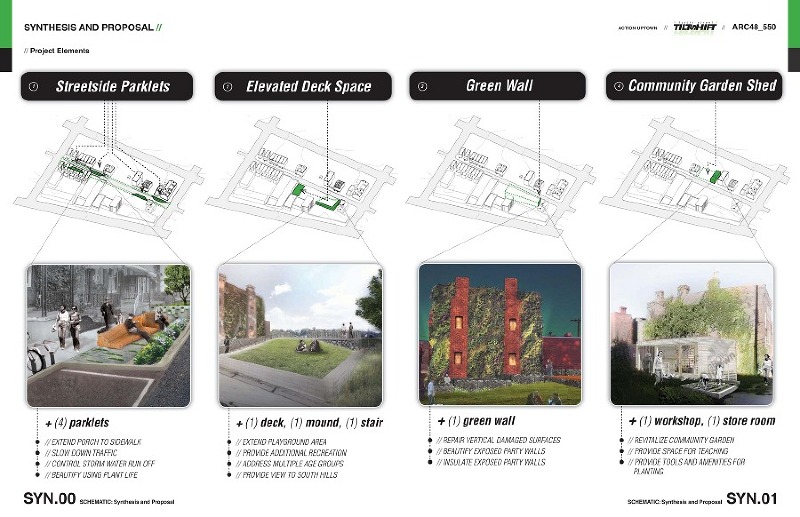 SYNTHESIS AND PROPOSAL //
ACTION UPTOWN // TILT SHIFT // ARC48_550
// Project Elements
1 Streetside Parklets
Elevated Deck Space
Green Wall
Community Garden Shed
+ (4) parklets
// EXTEND PORCH TO SIDEWALK
// SLOW DOWN TRAFFIC
// CONTROL STORM WATER RUN OFF
// BEAUTIFY USING PLANT LIFE
+ (1) deck, (1) mound, (1) stair
// EXTEND PLAYGROUND AREA
// PROVIDE ADDITIONAL RECREATION
// ADDRESS MULTIPLE AGE GROUPS
// PROVIDE VIEW TO SOUTH HILLS
+ (1) green wall
// REPAIR VERTICAL DAMAGED SURFACES
// BEAUTIFY EXPOSED PARTY WALLS
// INSULATE EXPOSED PARTY WALLS
+ (1) workshop, (1) store room
// REVITALIZE COMMUNITY GARDEN
// PROVIDE SPACE FOR TEACHING
// PROVIDE TOOLS AND AMENITIES FOR
PLANTING
SYN.00 SCHEMATIC: Synthesis and Proposal
SCHEMATIC: Synthesis and Proposal SYN.01